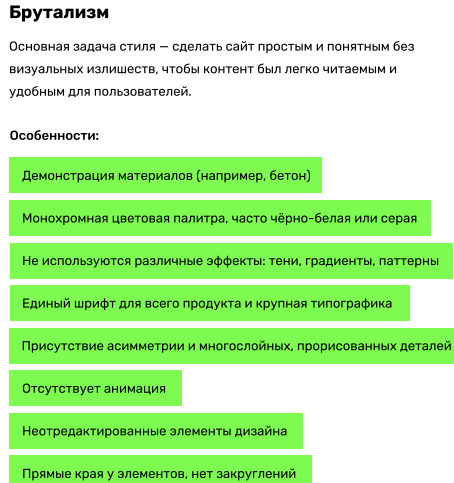 Брутализм
Основная задача стиля — сделать сайт простым и понятным без
визуальных излишеств, чтобы контент был легко читаемым и
удобным для пользователей.
Особенности:
Демонстрация материалов (например, бетон)
Монохромная цветовая палитра, часто чёрно-белая или серая
Не используются различные эффекты: тени, градиенты, паттерны
Единый шрифт для всего продукта и крупная типографика
Присутствие асимметрии и многослойных, прорисованных деталей
Отсутствует анимация
Неотредактированные элементы дизайна
Прямые края у элементов, нет закруглений